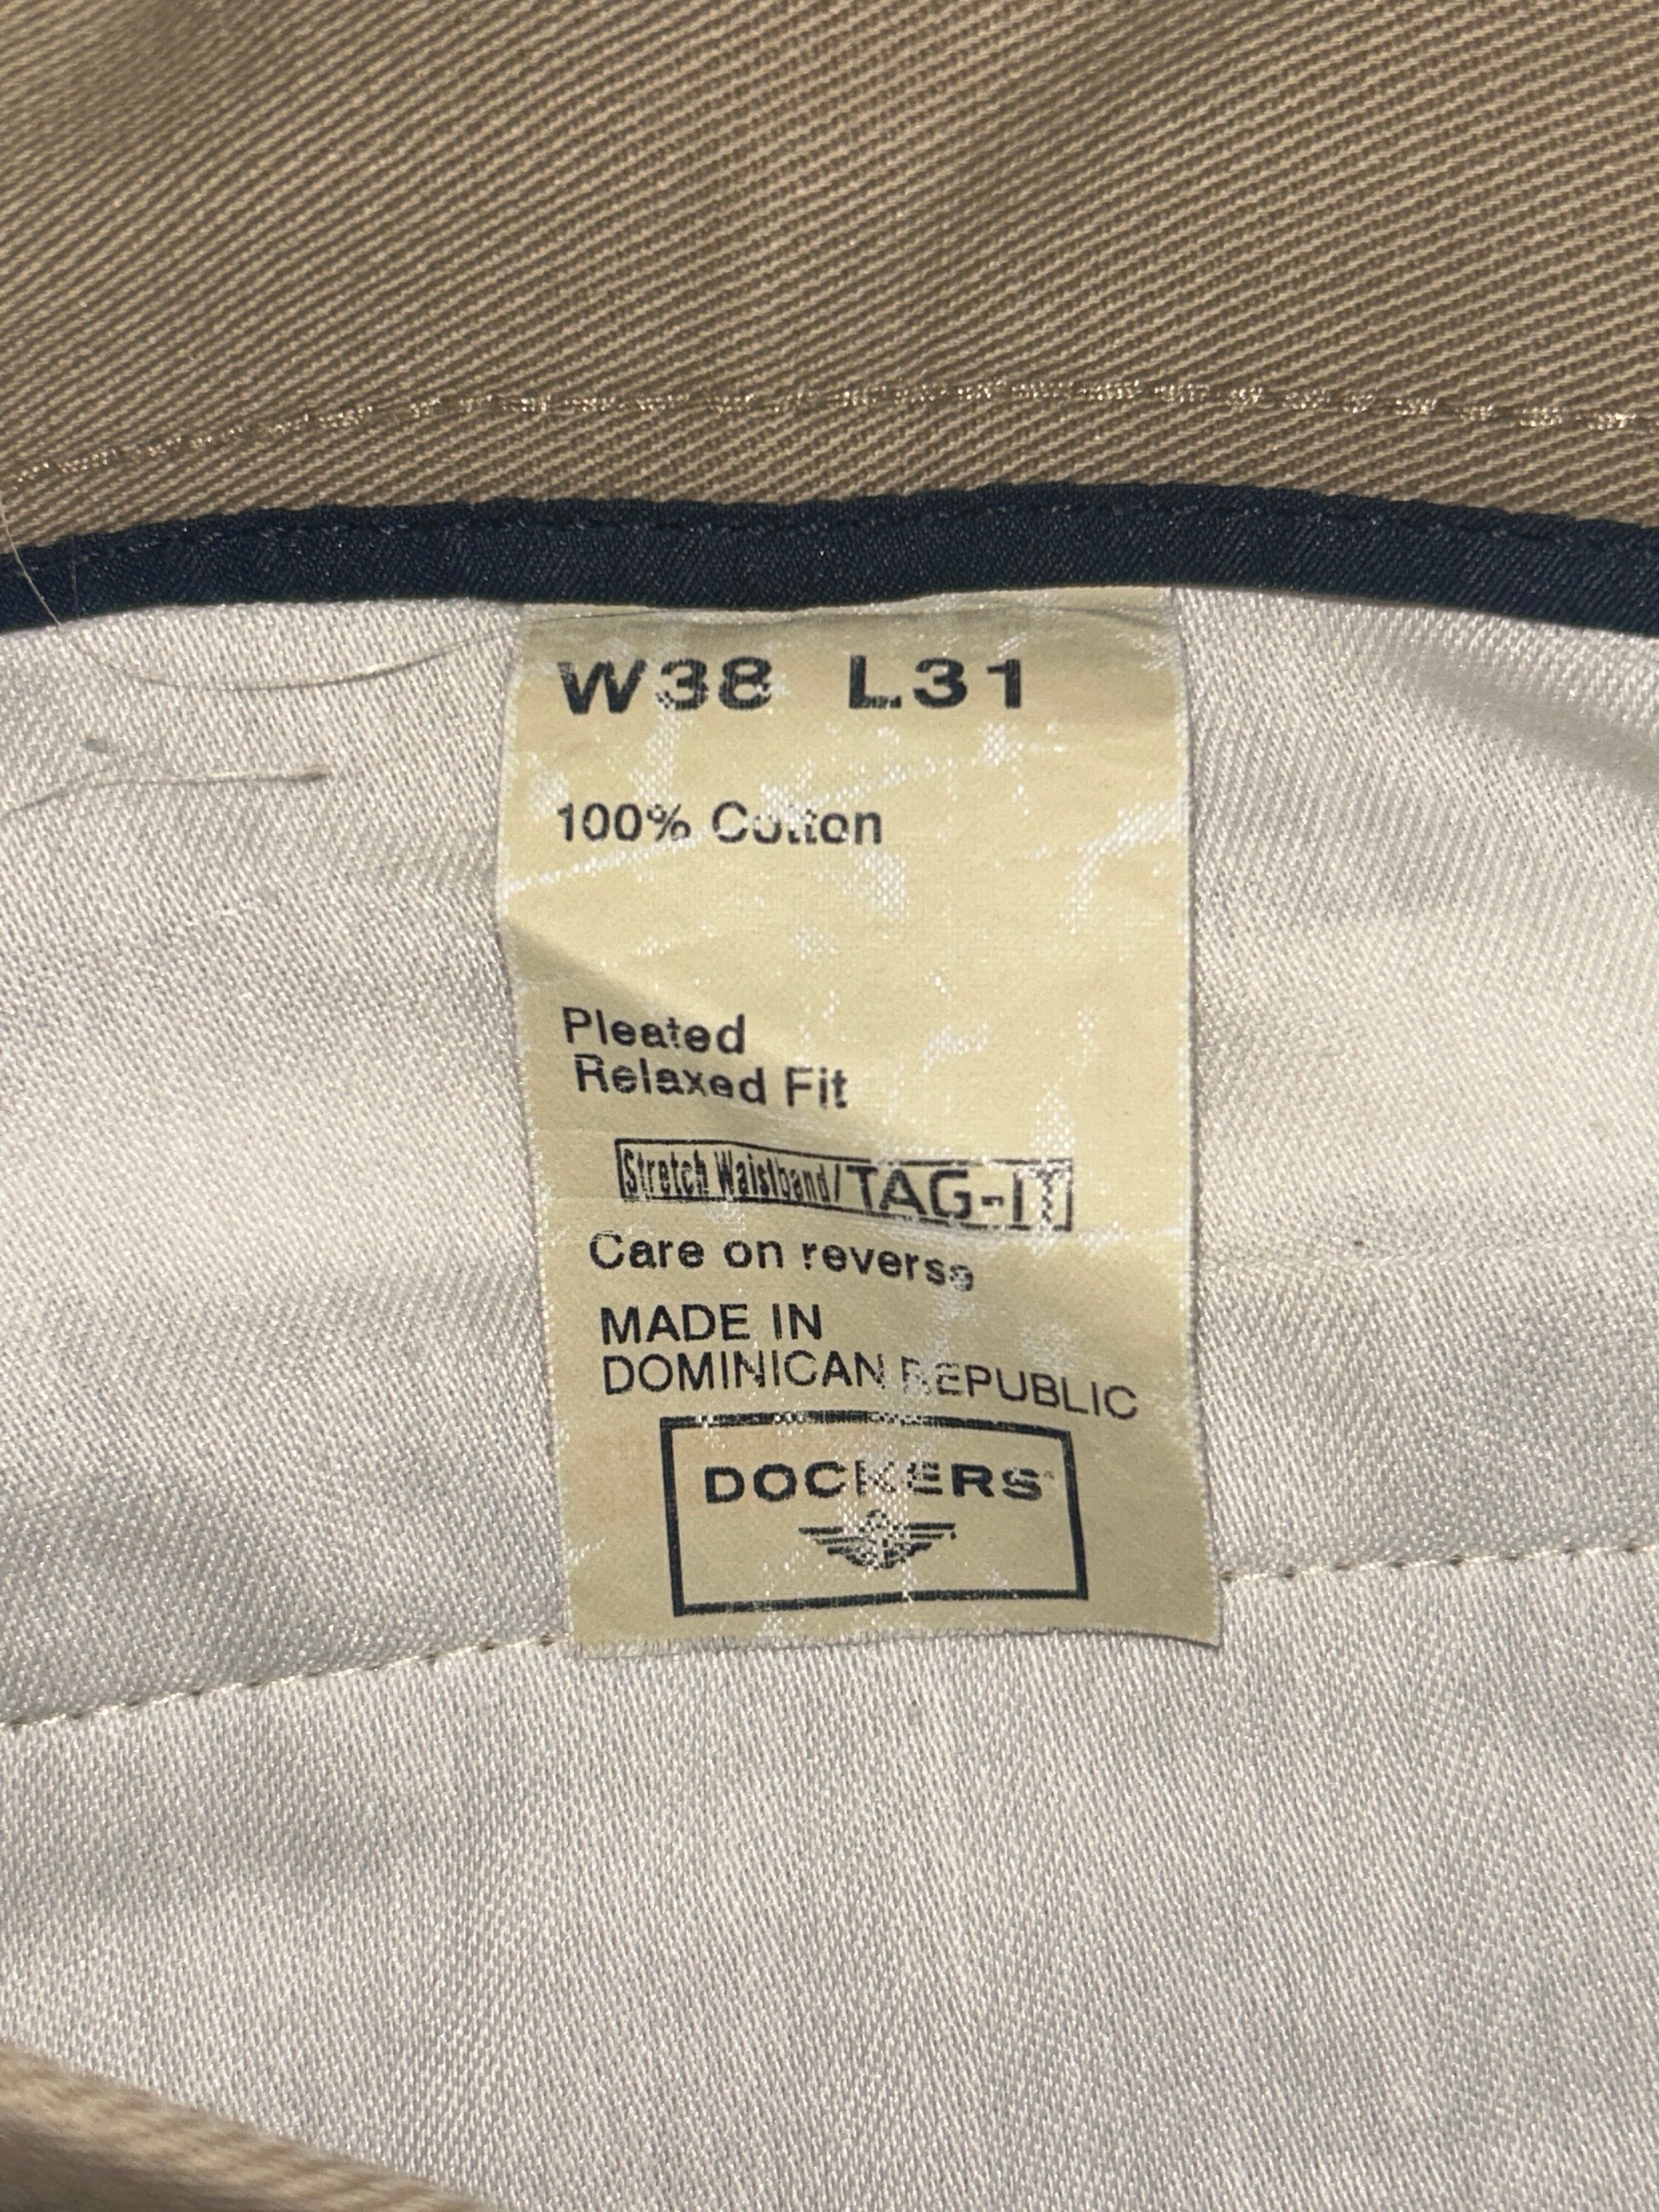 W38 L31
100% Cotton
Pleated
Relaxed Fit
Stretch Waistband/TAG-IT
Care on reverse
MADE IN
DOMINICAN REPUBLIC
DOCKERS